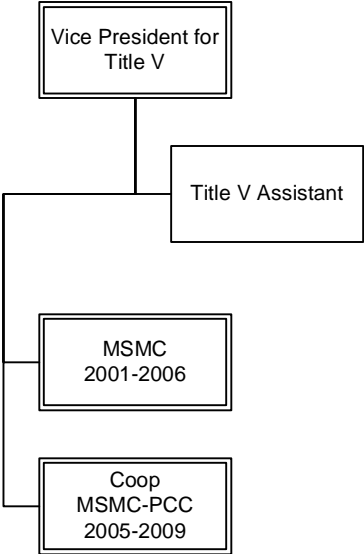 Vice President for
Title V
Title V Assistant
MSMC
2001-2006
Coop
MSMC-PCC
2005-2009